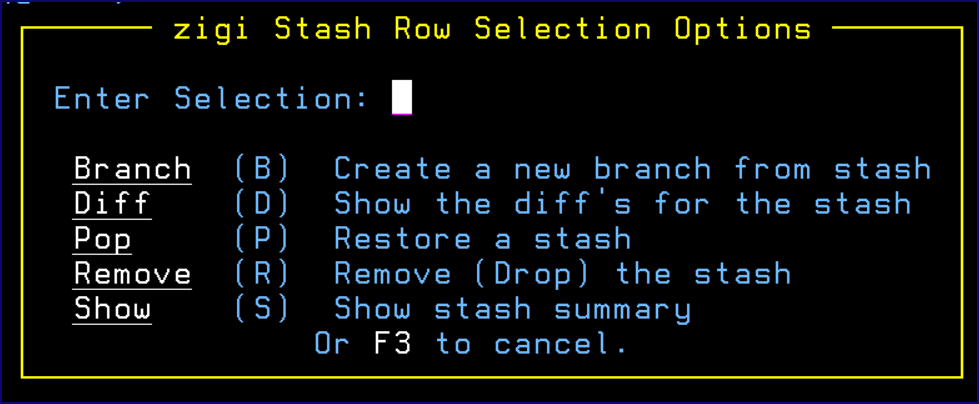 zigi Stash Row Selection Options
Enter Selection:
Branch (B) Create a new branch from stash
Diff (D) Show the diff's for the stash
Pop (P) Restore a stash
Remove (R) Remove (Drop) the stash
Show (S) Show stash summary
Or F3 to cancel.